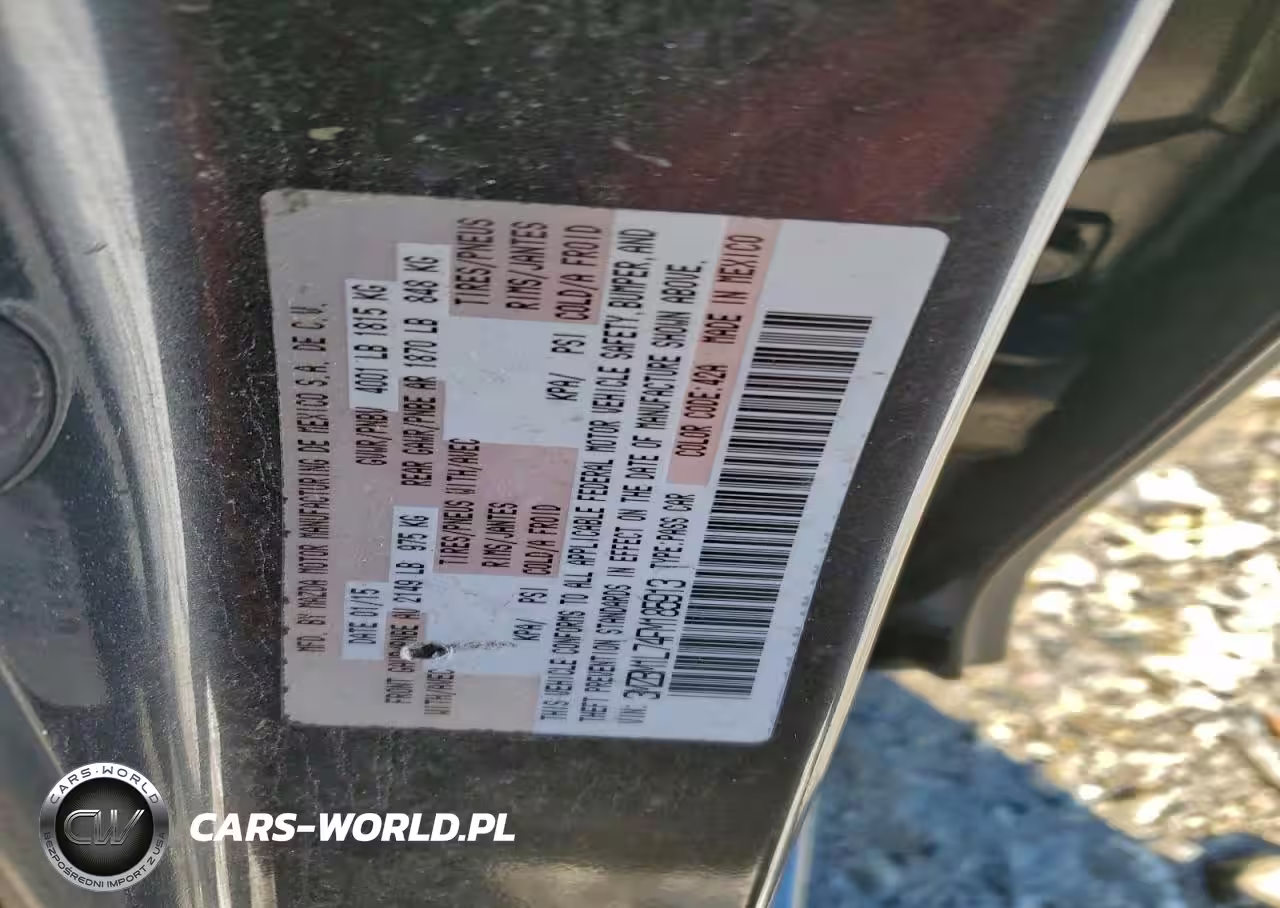 MFD. BY MAZDA MOTOR MANUFACTURING DE MEXICO S.A. DE C.V.
DATE 01/15 GVWR/PNBV 4001 LB 1815 KG
FRONT 2149 LB 975 KG REAR GAWR/PNBE AR 1870 LB 848 KG
WITH/AVEC TIRES/PNEUS WITH/AVEC TIRES/PNEUS
RIMS/JANTES RIMS/JANTES
KPA/ PSI COLD/A FROID KPA/ PSI COLD/A FROID
THIS VEHICLE CONFORMS TO ALL APPLICABLE FEDERAL MOTOR VEHICLE SAFETY, BUMPER, AND
THEFT PREVENTION STANDARDS IN EFFECT ON THE DATE OF MANUFACTURE SHOWN ABOVE.
VIN: 3MZBM1L74FM185913 TYPE:PASS CAR COLOR CODE:42A MADE IN MEXICO
CARS-WORLD
CW
BEZPOŚREDNI IMPORT Z USA
CARS-WORLD.PL